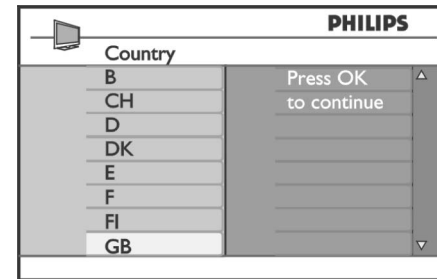 PHILIPS
Country
B
Press OK
CH
to continue
D
DK
E
F
FI
GB